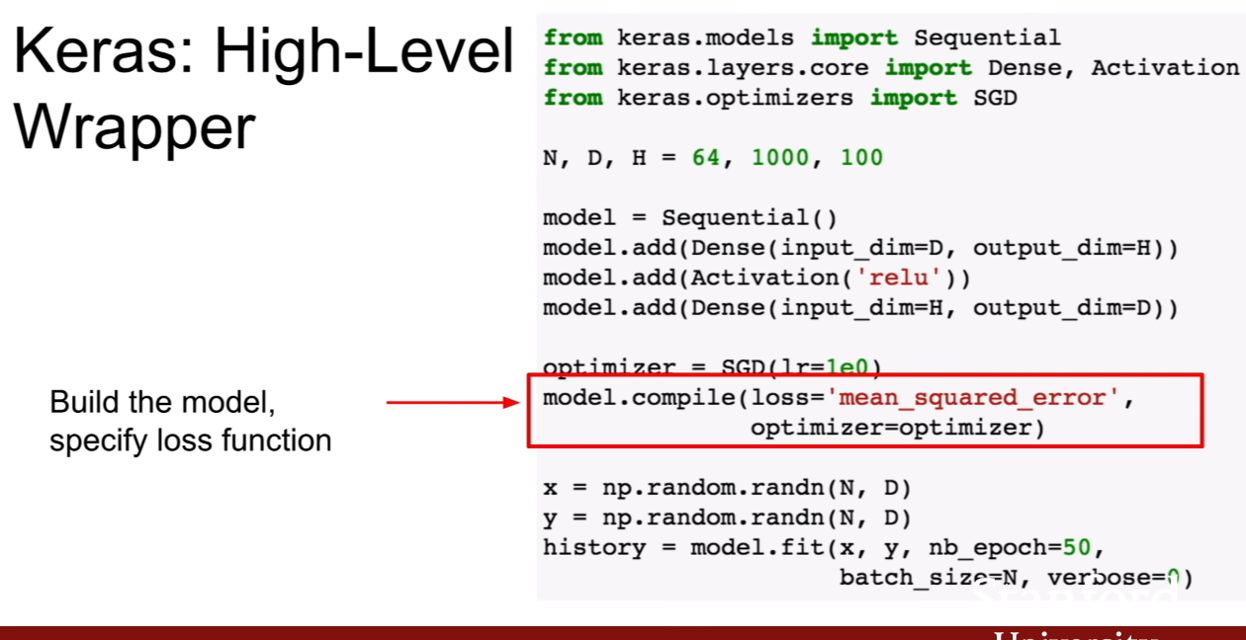 Keras: High-Level
Wrapper
from keras.models import Sequential
from keras.layers.core import Dense, Activation
from keras.optimizers import SGD
N, D, H = 64, 1000, 100
model = Sequential()
model.add(Dense(input_dim=D, output_dim=H))
model.add(Activation('relu'))
model.add(Dense(input_dim=H, output_dim=D))
optimizer = SGD(lr=1e0)
Build the model,
specify loss function
model.compile(loss='mean_squared_error',
optimizer=optimizer)
x = np.random.randn(N, D)
y = np.random.randn(N, D)
history = model.fit(x, y, nb_epoch=50,
batch_size=N, verbose=0)
Stanford
University